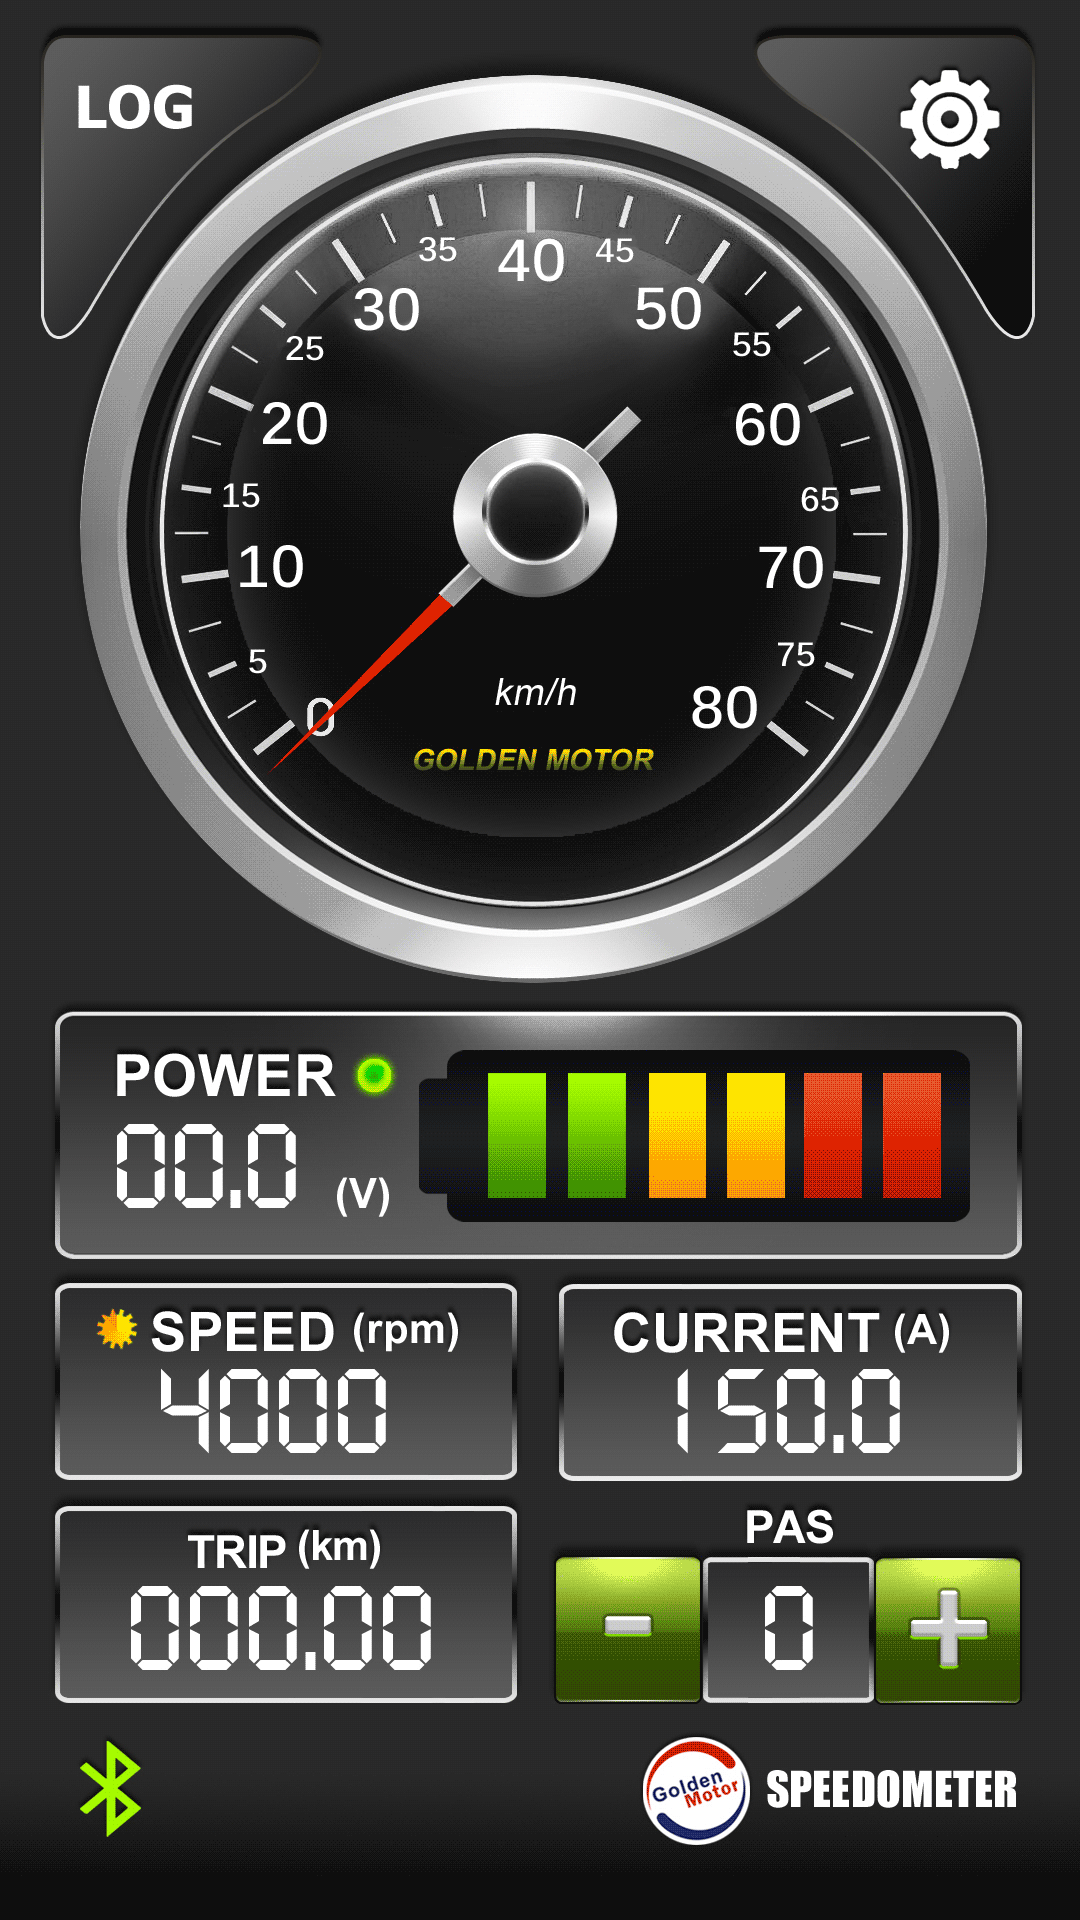 LOG
35 40 45
30 50
25 55
20 60
15 65
10 70
5 75
0 km/h 80
GOLDEN MOTOR
POWER
00.0 (V)
SPEED (rpm)
4000
CURRENT (A)
150.0
TRIP (km)
000.00
PAS
- 0 +
Golden
Motor
SPEEDOMETER